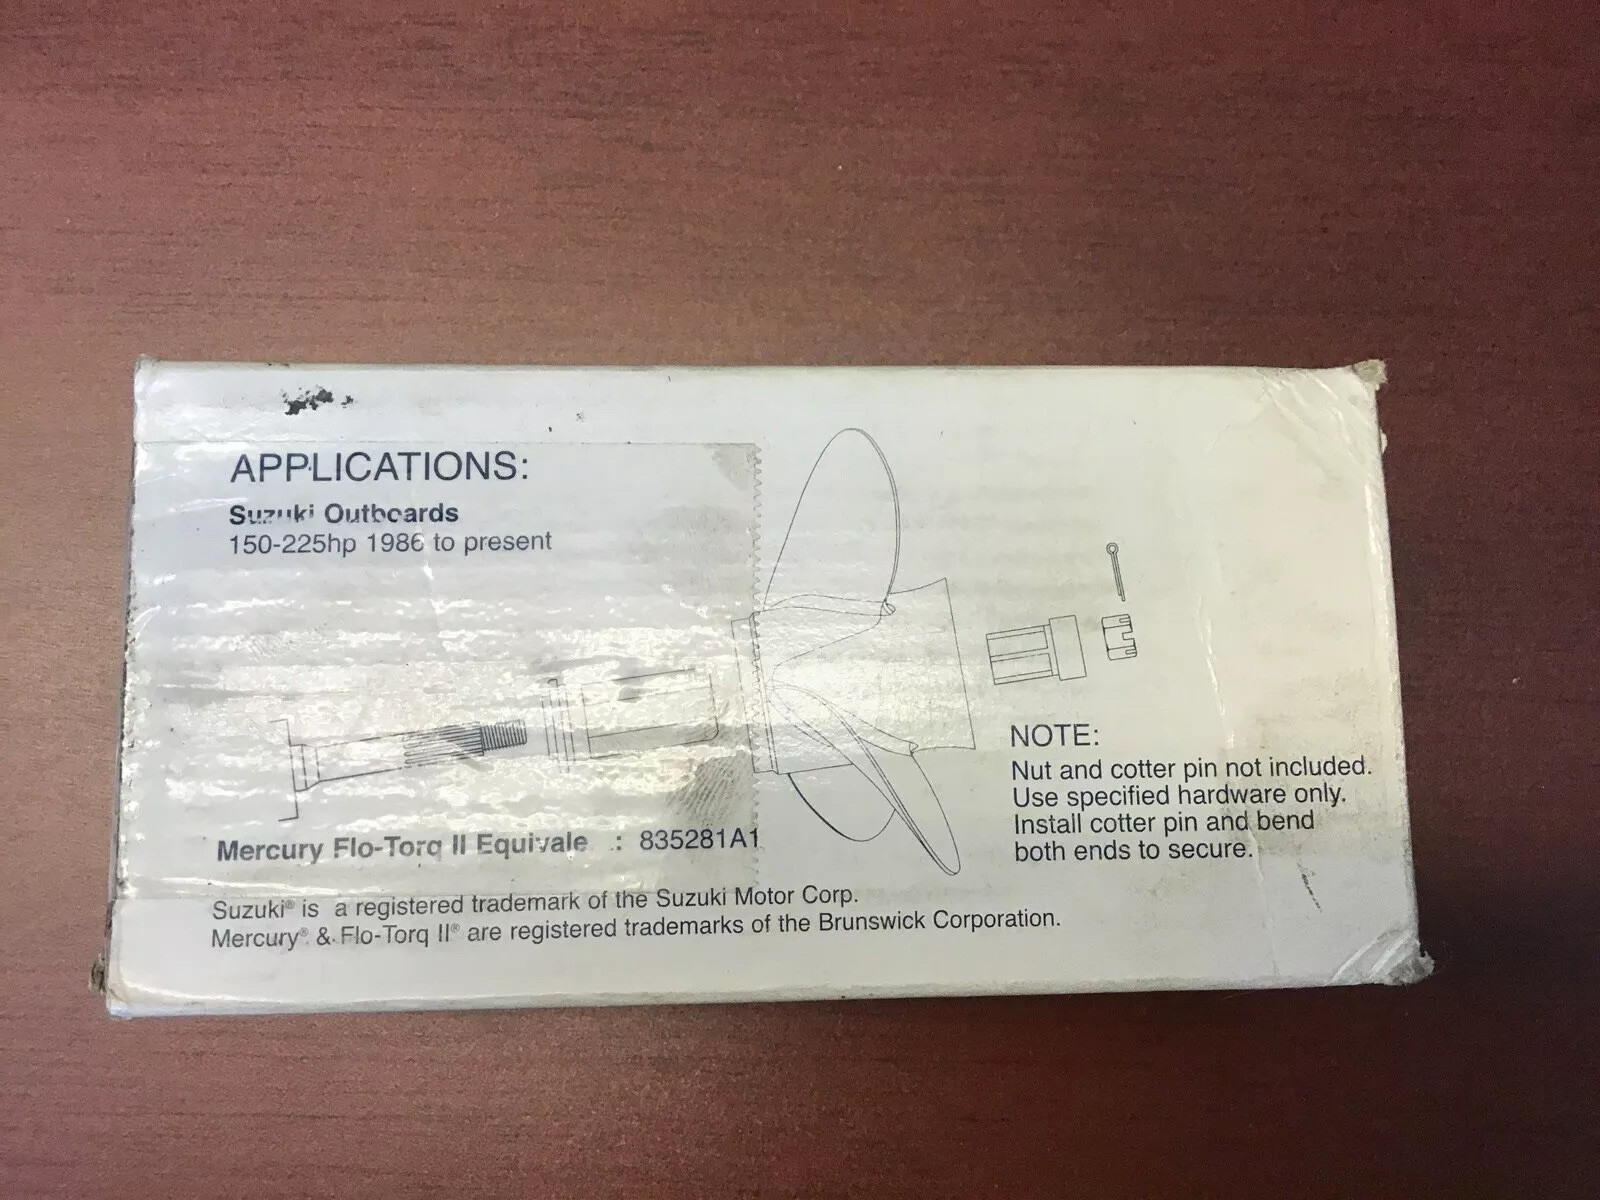 APPLICATIONS:
Suzuki Outboards
150-225hp 1986 to present
NOTE:
Nut and cotter pin not included.
Use specified hardware only.
Install cotter pin and bend
both ends to secure.
Mercury Flo-Torq II Equivale : 835281A1
Suzuki® is a registered trademark of the Suzuki Motor Corp.
Mercury® & Flo-Torq II® are registered trademarks of the Brunswick Corporation.